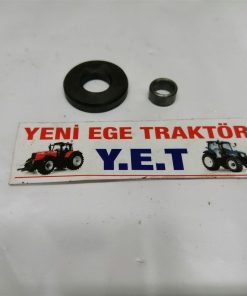 YENİ EGE TRAKTÖR
Y.E.T